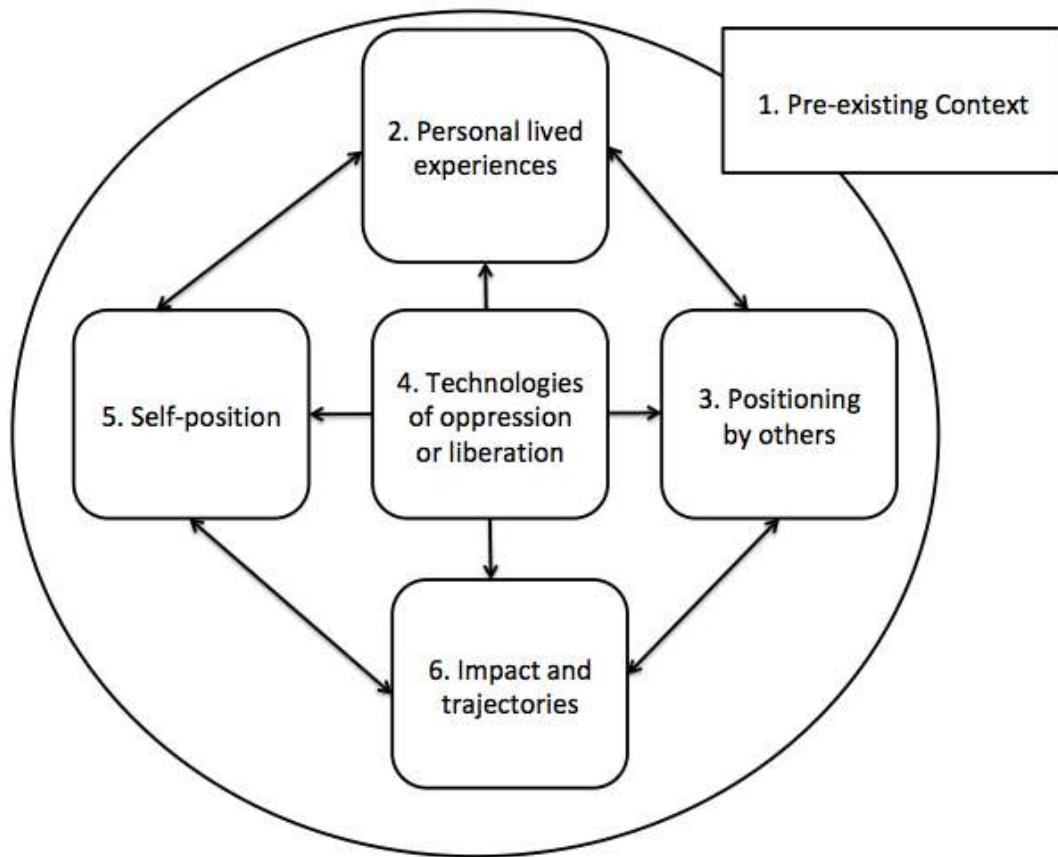 1. Pre-existing Context
2. Personal lived
experiences
5. Self-position
4. Technologies
of oppression
or liberation
3. Positioning
by others
6. Impact and
trajectories